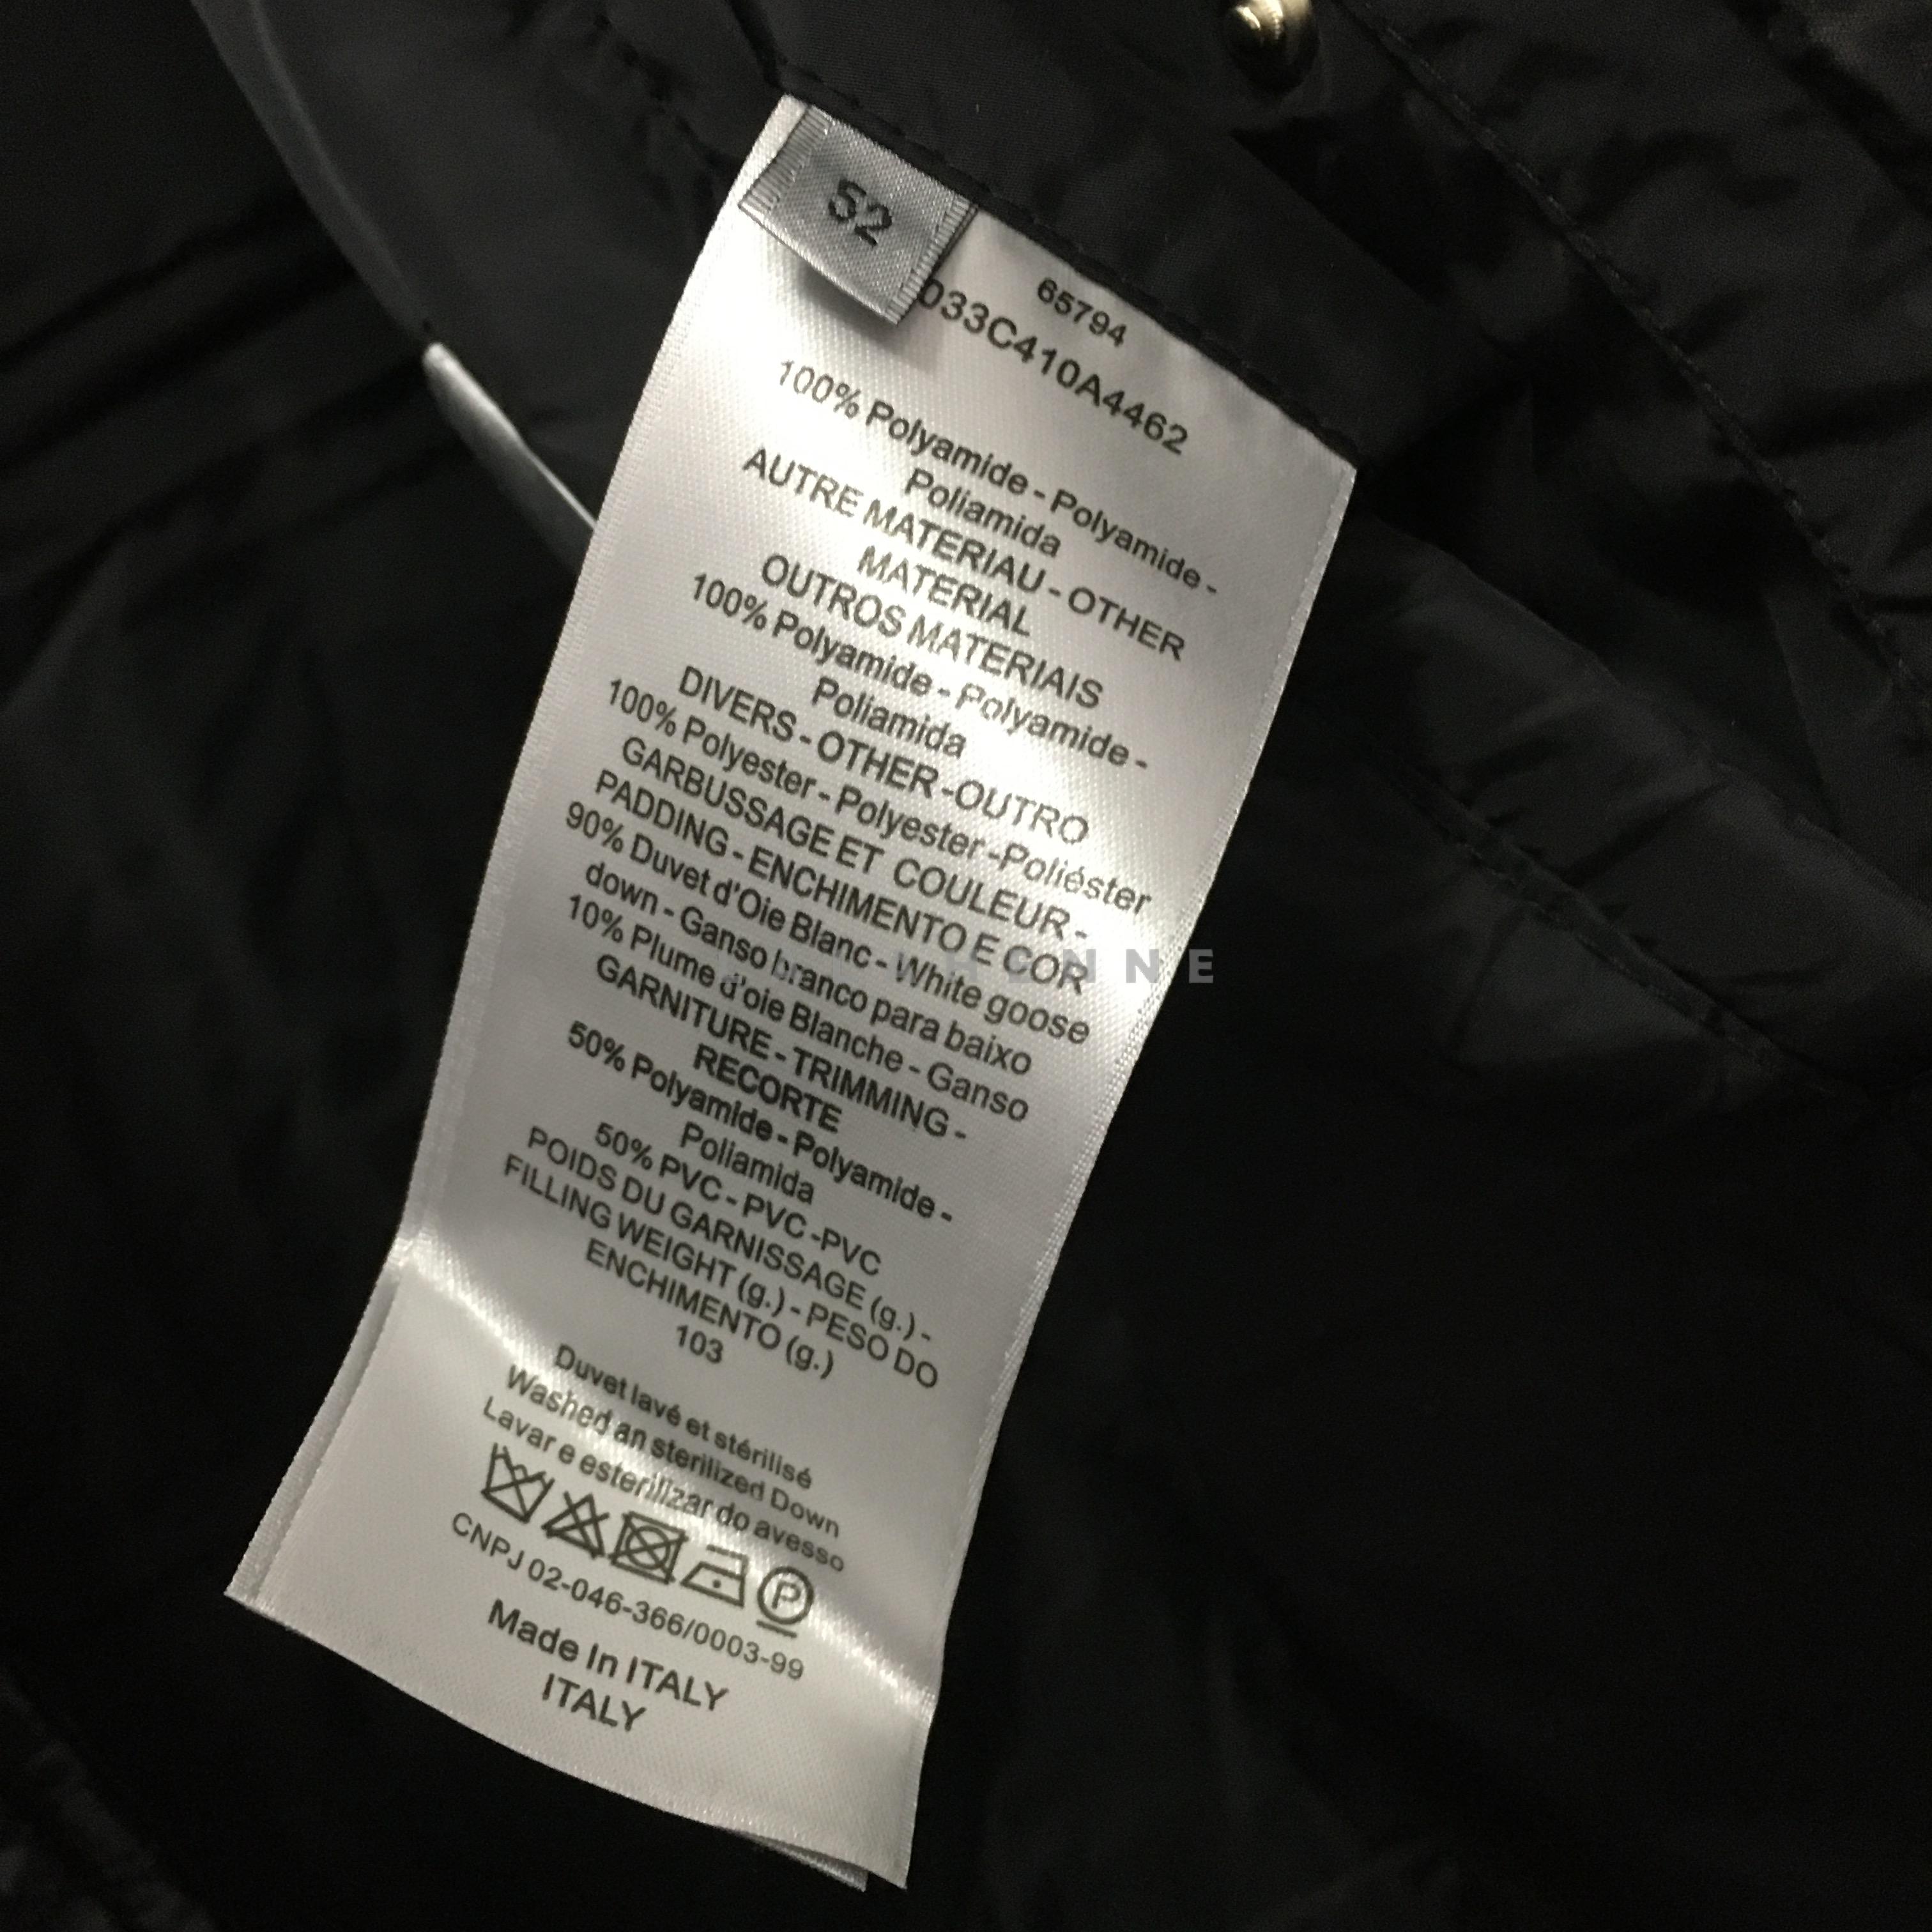 52
65794
033C410A4462
100% Polyamide - Polyamide -
Poliamida
AUTRE MATERIAU - OTHER
MATERIAL
OUTROS MATERIAIS
100% Polyamide - Polyamide -
Poliamida
DIVERS - OTHER -OUTRO
100% Polyester - Polyester -Poliéster
GARBUSSAGE ET COULEUR -
PADDING - ENCHIMENTO E COR
90% Duvet d'Oie Blanc - White goose
down - Ganso branco para baixo
10% Plume d'oie Blanche - Ganso
GARNITURE - TRIMMING -
RECORTE
50% Polyamide - Polyamide -
Poliamida
50% PVC - PVC -PVC
POIDS DU GARNISSAGE (g.) -
FILLING WEIGHT (g.) - PESO DO
ENCHIMENTO (g.)
103
Duvet lavé et stérilisé
Washed an sterilized Down
Lavar e esterilizar do avesso
P
CNPJ 02-046-366/0003-99
Made In ITALY
ITALY